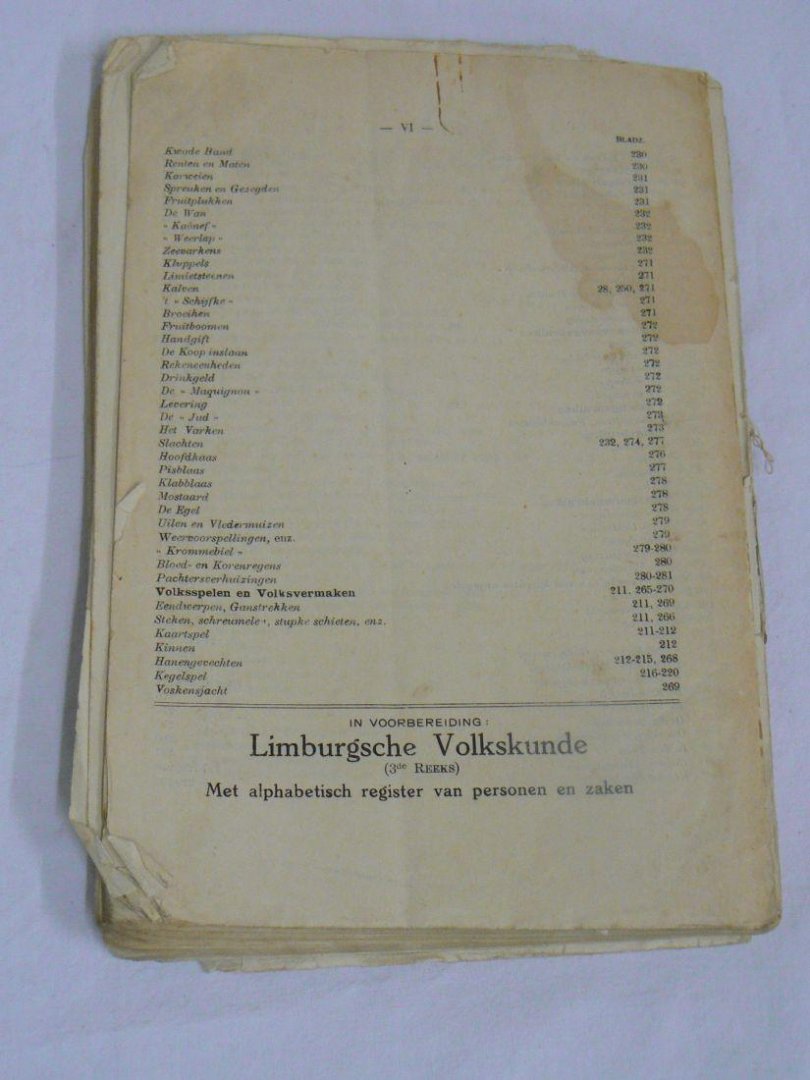 — VI —
BLADZ.
Kwade Hand 230
Renten en Maten 230
Karweien 231
Spreuken en Gezegden 231
Fruitplukken 231
De Wan 232
« Kaönef » 232
« Weerlap » 232
Zeevarkens 232
Kluppels 271
Limietsteenen 271
Kalven 28, 250, 271
't « Schijfke » 271
Broeihen 271
Fruitboomen 272
Handgift 272
De Koop inslaan 272
Rekeneenheden 272
Drinkgeld 272
De « Maquignon » 272
Levering 272
De « Jud » 273
Het Varken 273
Slachten 232, 274, 277
Hoofdkaas 276
Pisblaas 277
Klabblaas 278
Mostaard 278
De Egel 278
Uilen en Vledermuizen 279
Weervoorspellingen, enz. 279
« Krommebiel » 279-280
Bloed- en Korenregens 280
Pachtersverhuizingen 280-281
Volksspelen en Volksvermaken 211, 265-270
Eendwerpen, Ganstrekken 211, 269
Steken, schreumele', stupke schieten, enz. 211, 266
Kaartspel 211-212
Kinnen 212
Hanengevechten 212-215, 268
Kegelspel 216-220
Voskensjacht 269
IN VOORBEREIDING:
Limburgsche Volkskunde
(3de REEKS)
Met alphabetisch register van personen en zaken